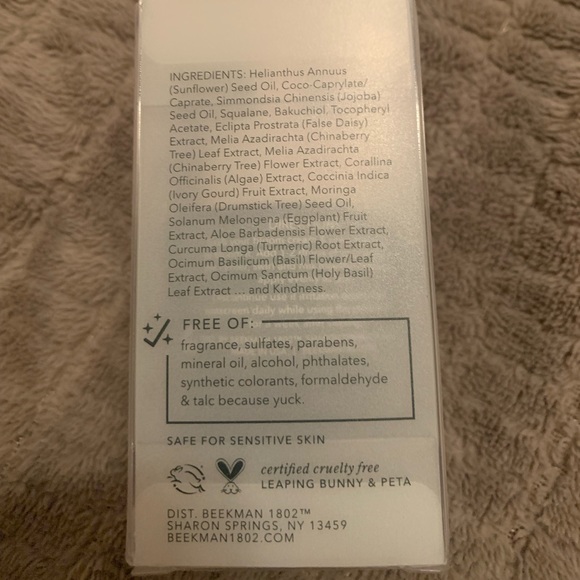 INGREDIENTS: Helianthus Annuus
(Sunflower) Seed Oil, Coco-Caprylate/
Caprate, Simmondsia Chinensis (Jojoba)
Seed Oil, Squalane, Bakuchiol, Tocopheryl
Acetate, Eclipta Prostrata (False Daisy)
Extract, Melia Azadirachta (Chinaberry
Tree) Leaf Extract, Melia Azadirachta
(Chinaberry Tree) Flower Extract, Corallina
Officinalis (Algae) Extract, Coccinia Indica
(Ivory Gourd) Fruit Extract, Moringa
Oleifera (Drumstick Tree) Seed Oil,
Solanum Melongena (Eggplant) Fruit
Extract, Aloe Barbadensis Flower Extract,
Curcuma Longa (Turmeric) Root Extract,
Ocimum Basilicum (Basil) Flower/Leaf
Extract, Ocimum Sanctum (Holy Basil)
Leaf Extract ... and Kindness.
FREE OF:
fragrance, sulfates, parabens,
mineral oil, alcohol, phthalates,
synthetic colorants, formaldehyde
& talc because yuck.
SAFE FOR SENSITIVE SKIN
certified cruelty free
LEAPING BUNNY & PETA
DIST. BEEKMAN 1802™
SHARON SPRINGS, NY 13459
BEEKMAN1802.COM